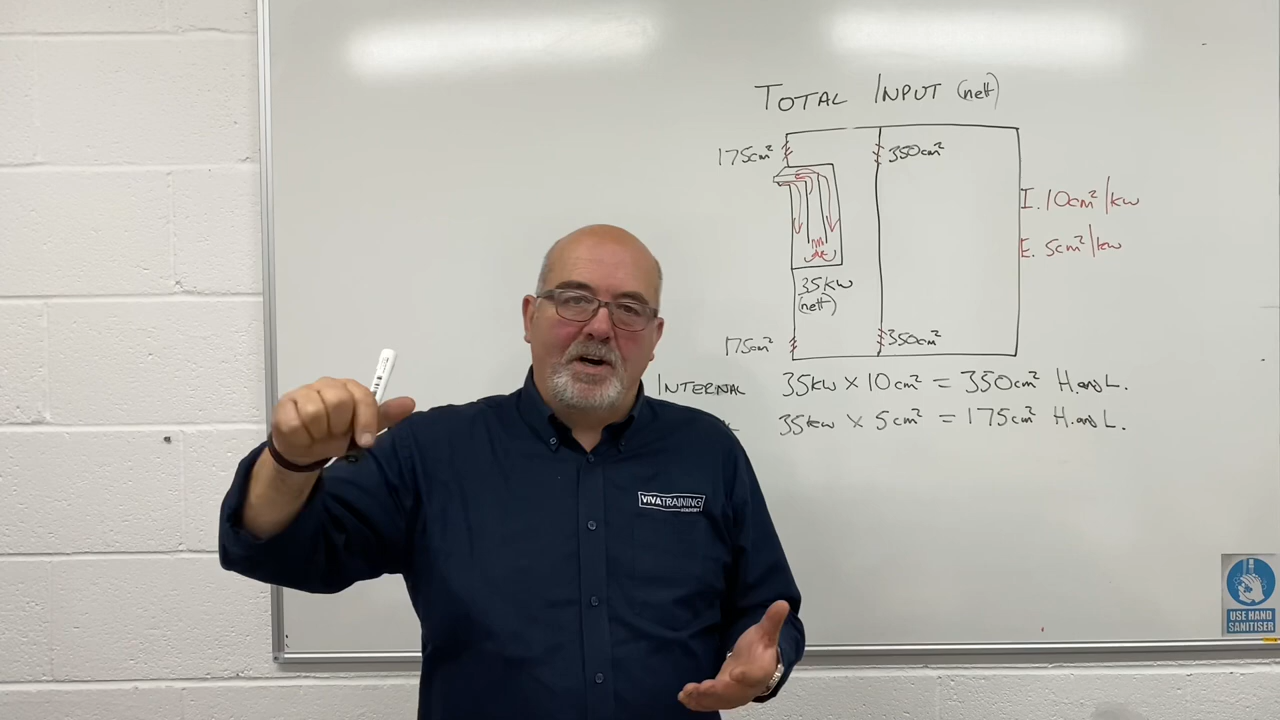 TOTAL INPUT (nett)
175cm²
350cm²
I. 10cm²/kw
E. 5cm²/kw
35kw
(nett)
175cm²
350cm²
INTERNAL 35kw × 10cm² = 350cm² H. and L.
35kw × 5cm² = 175cm² H. and L.
VIVATRAINING
ACADEMY
USE HAND
SANITISER